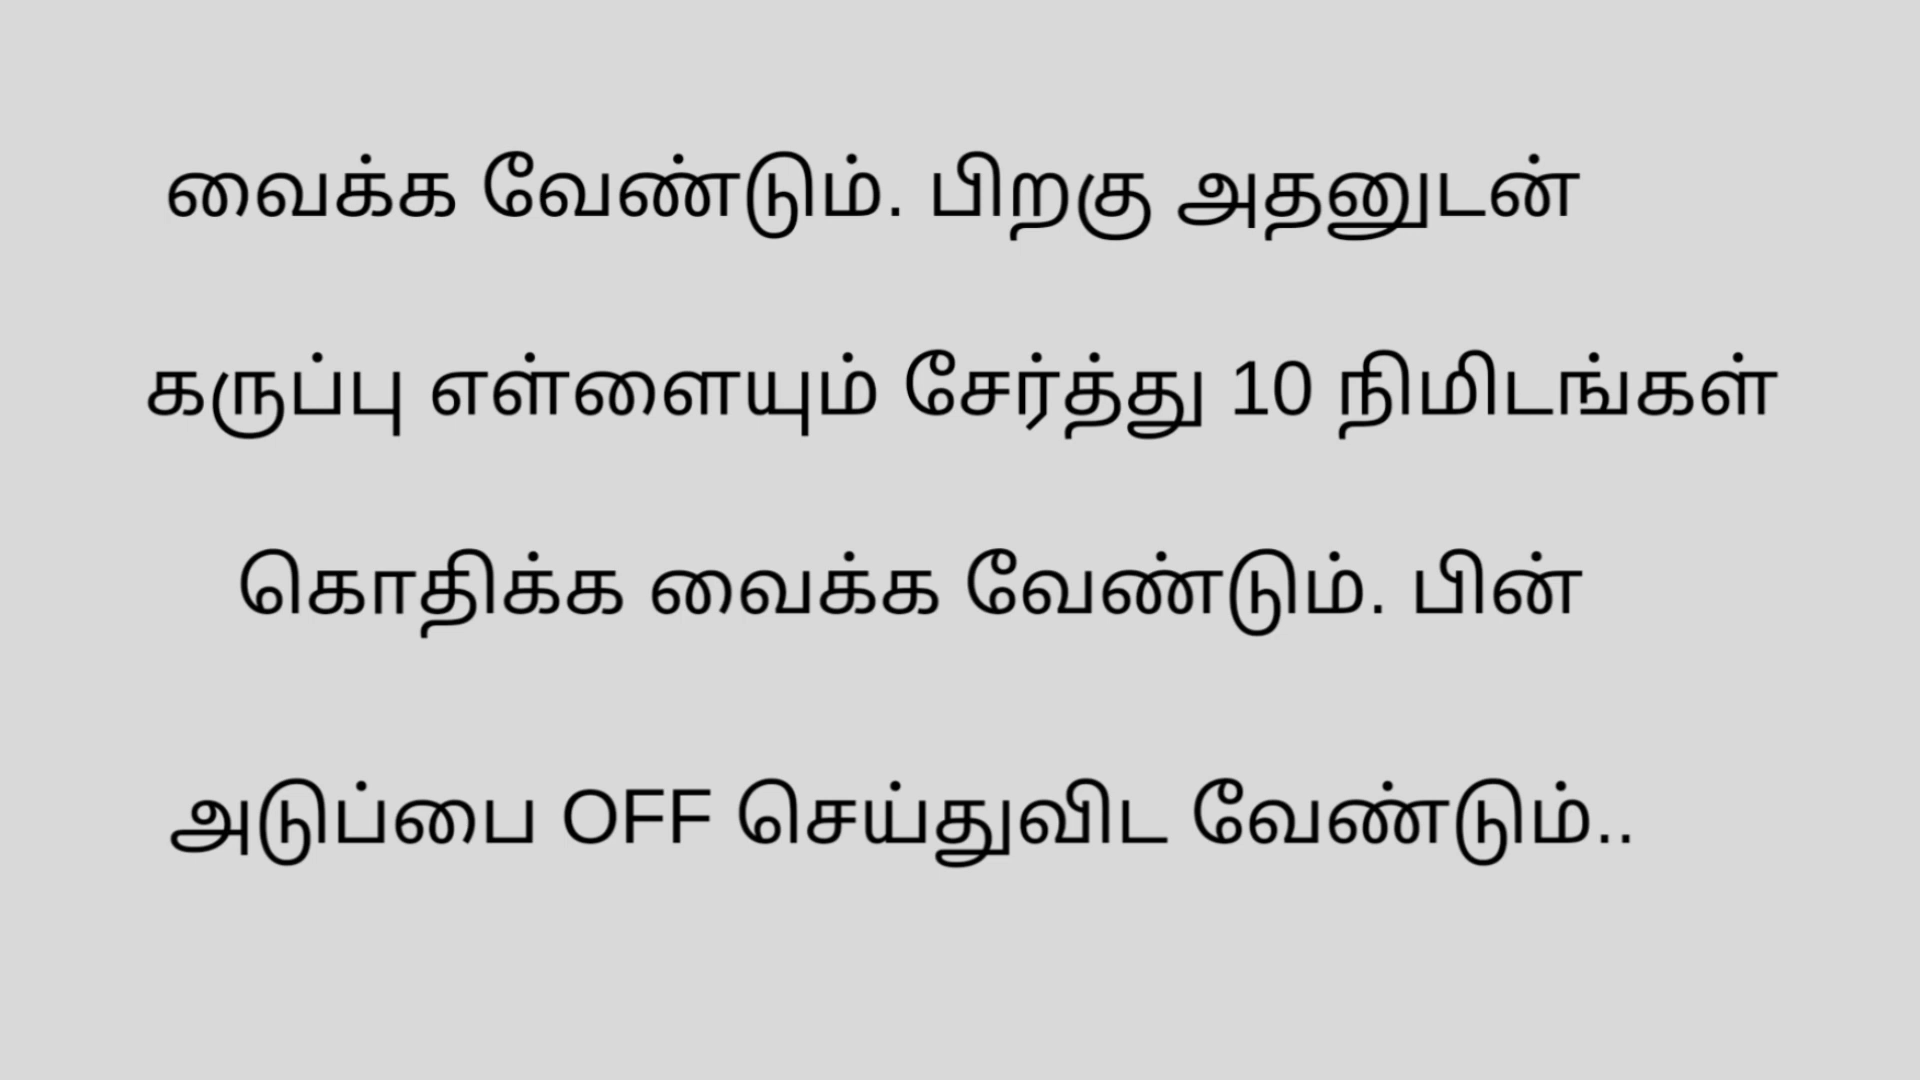 வைக்க வேண்டும். பிறகு அதனுடன்
கருப்பு எள்ளையும் சேர்த்து 10 நிமிடங்கள்
கொதிக்க வைக்க வேண்டும். பின்
அடுப்பை OFF செய்துவிட வேண்டும்..